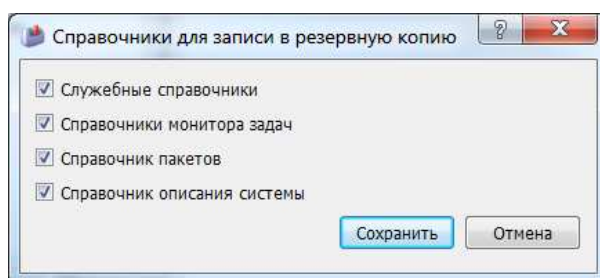 Справочники для записи в резервную копию
Служебные справочники
Справочники монитора задач
Справочник пакетов
Справочник описания системы
Сохранить Отмена